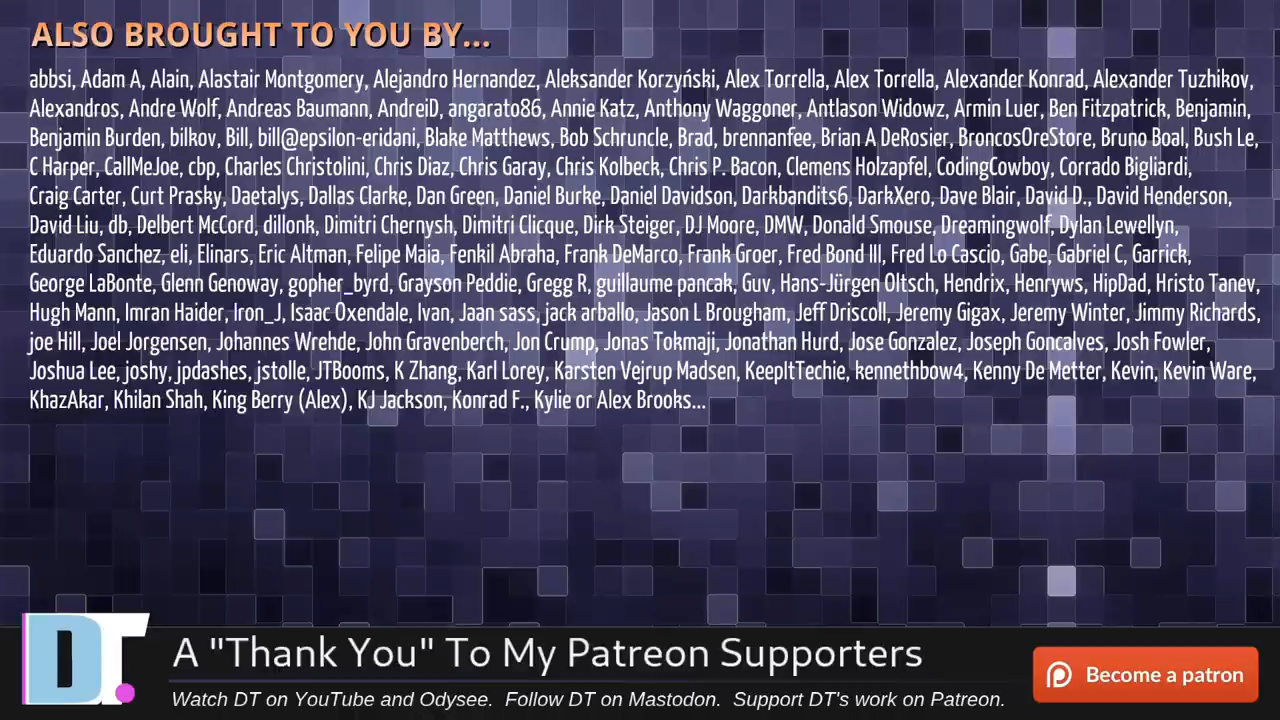 ALSO BROUGHT TO YOU BY...
abbsi, Adam A, Alain, Alastair Montgomery, Alejandro Hernandez, Aleksander Korzyński, Alex Torrella, Alex Torrella, Alexander Konrad, Alexander Tuzhikov,
Alexandros, Andre Wolf, Andreas Baumann, AndreiD, angarato86, Annie Katz, Anthony Waggoner, Antlason Widowz, Armin Luer, Ben Fitzpatrick, Benjamin,
Benjamin Burden, bilkov, Bill, bill@epsilon-eridani, Blake Matthews, Bob Schruncle, Brad, brennanfee, Brian A DeRosier, BroncosOreStore, Bruno Boal, Bush Le,
C Harper, CallMeJoe, cbp, Charles Christolini, Chris Diaz, Chris Garay, Chris Kolbeck, Chris P. Bacon, Clemens Holzapfel, CodingCowboy, Corrado Bigliardi,
Craig Carter, Curt Prasky, Daetalys, Dallas Clarke, Dan Green, Daniel Burke, Daniel Davidson, Darkbandits6, DarkXero, Dave Blair, David D., David Henderson,
David Liu, db, Delbert McCord, dillonk, Dimitri Chernysh, Dimitri Clicque, Dirk Steiger, DJ Moore, DMW, Donald Smouse, Dreamingwolf, Dylan Lewellyn,
Eduardo Sanchez, eli, Elinars, Eric Altman, Felipe Maia, Fenkil Abraha, Frank DeMarco, Frank Groer, Fred Bond III, Fred Lo Cascio, Gabe, Gabriel C, Garrick,
George LaBonte, Glenn Genoway, gopher_byrd, Grayson Peddie, Gregg R, guillaume pancak, Guv, Hans-Jürgen Oltsch, Hendrix, Henryws, HipDad, Hristo Tanev,
Hugh Mann, Imran Haider, Iron_J, Isaac Oxendale, Ivan, Jaan sass, jack arballo, Jason L Brougham, Jeff Driscoll, Jeremy Gigax, Jeremy Winter, Jimmy Richards,
joe Hill, Joel Jorgensen, Johannes Wrehde, John Gravenberch, Jon Crump, Jonas Tokmaji, Jonathan Hurd, Jose Gonzalez, Joseph Goncalves, Josh Fowler,
Joshua Lee, joshy, jpdashes, jstolle, JTBooms, K Zhang, Karl Lorey, Karsten Vejrup Madsen, KeepItTechie, kennethbow4, Kenny De Metter, Kevin, Kevin Ware,
KhazAkar, Khilan Shah, King Berry (Alex), KJ Jackson, Konrad F., Kylie or Alex Brooks...
DT
A "Thank You" To My Patreon Supporters
Become a patron
Watch DT on YouTube and Odysee. Follow DT on Mastodon. Support DT's work on Patreon.